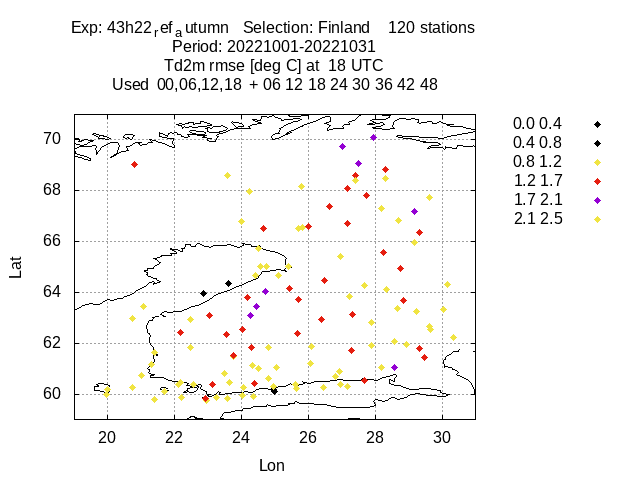 Exp: 43h22ref autumn Selection: Finland 120 stations
Period: 20221001-20221031
Td2m rmse [deg C] at 18 UTC
Used 00,06,12,18 + 06 12 18 24 30 36 42 48
0.0 0.4
0.4 0.8
0.8 1.2
1.2 1.7
1.7 2.1
2.1 2.5
70
68
66
64
62
60
Lat
20 22 24 26 28 30
Lon